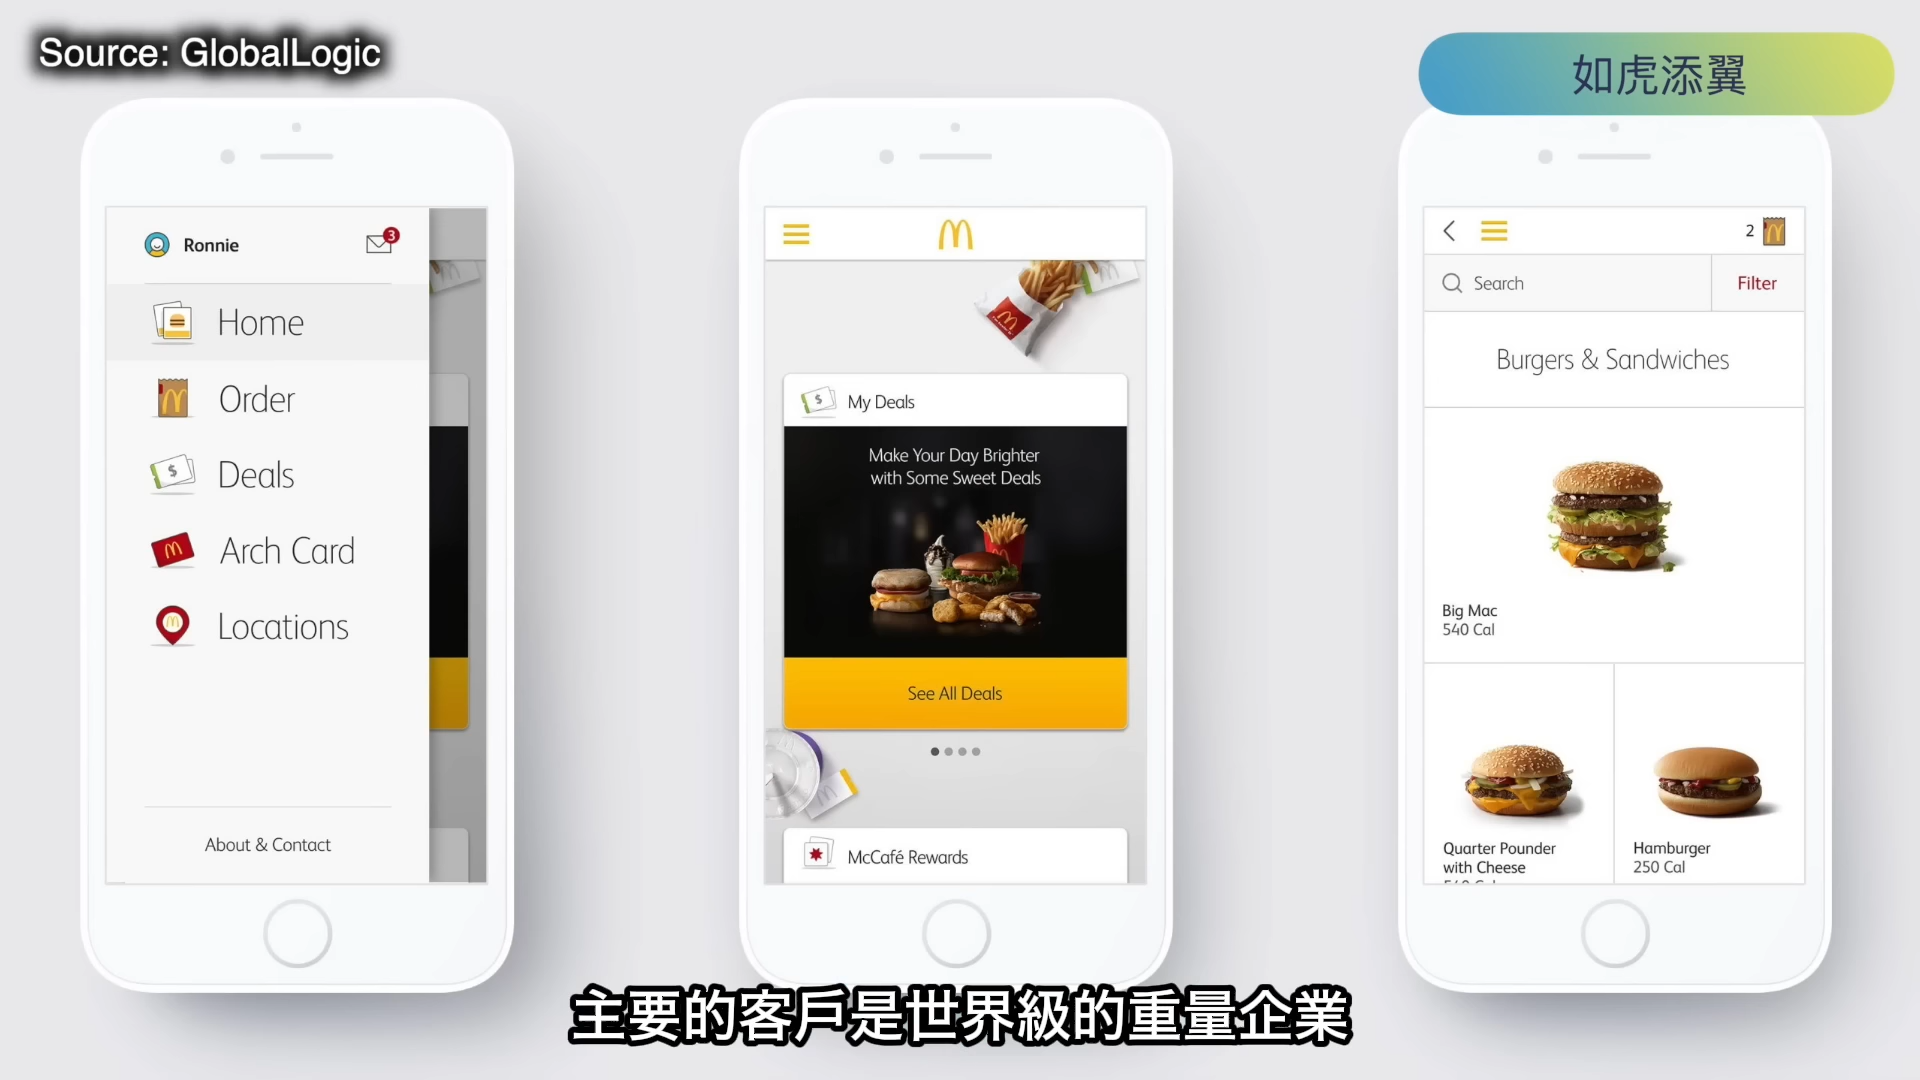 Source: GlobalLogic
如虎添翼
Ronnie
3
Home
Order
Deals
Arch Card
Locations
About & Contact
My Deals
Make Your Day Brighter
with Some Sweet Deals
See All Deals
McCafé Rewards
2
Search
Filter
Burgers & Sandwiches
Big Mac
540 Cal
Quarter Pounder
with Cheese
Hamburger
250 Cal
主要的客戶是世界級的重量企業